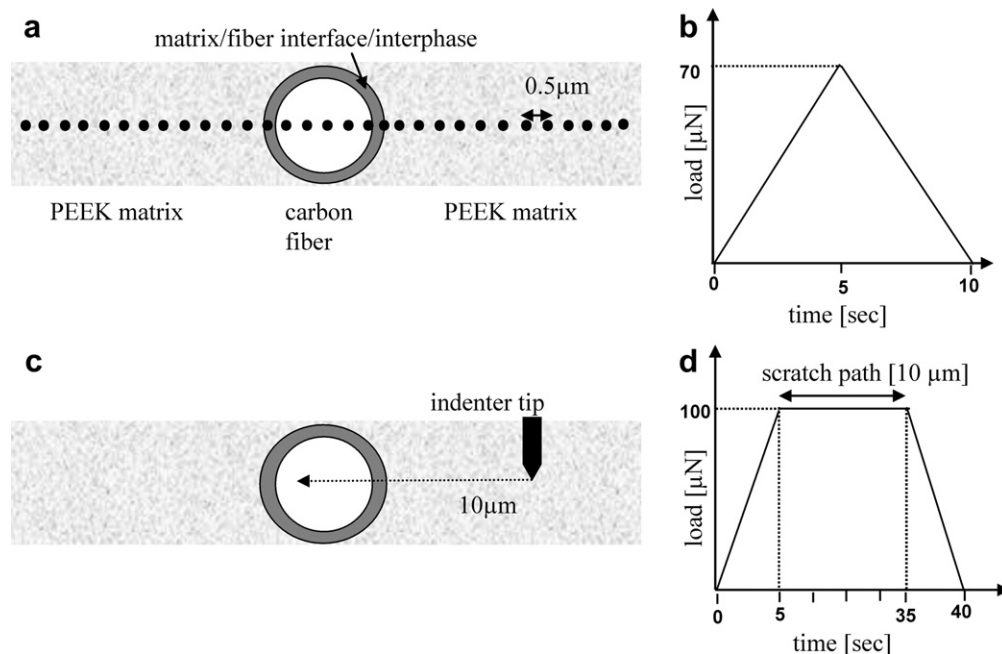 a
matrix/fiber interface/interphase
0.5µm
PEEK matrix
carbon
fiber
PEEK matrix
b
70
load [µN]
0
5
10
time [sec]
c
indenter tip
10µm
d
scratch path [10 µm]
100
load [µN]
0
5
35
40
time [sec]